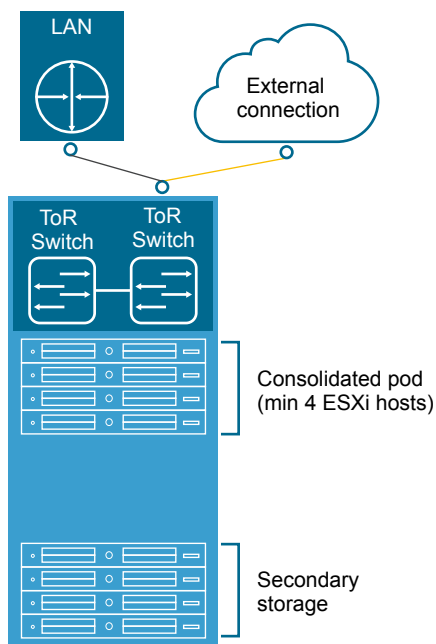 LAN
External
connection
ToR
Switch
ToR
Switch
Consolidated pod
(min 4 ESXi hosts)
Secondary
storage